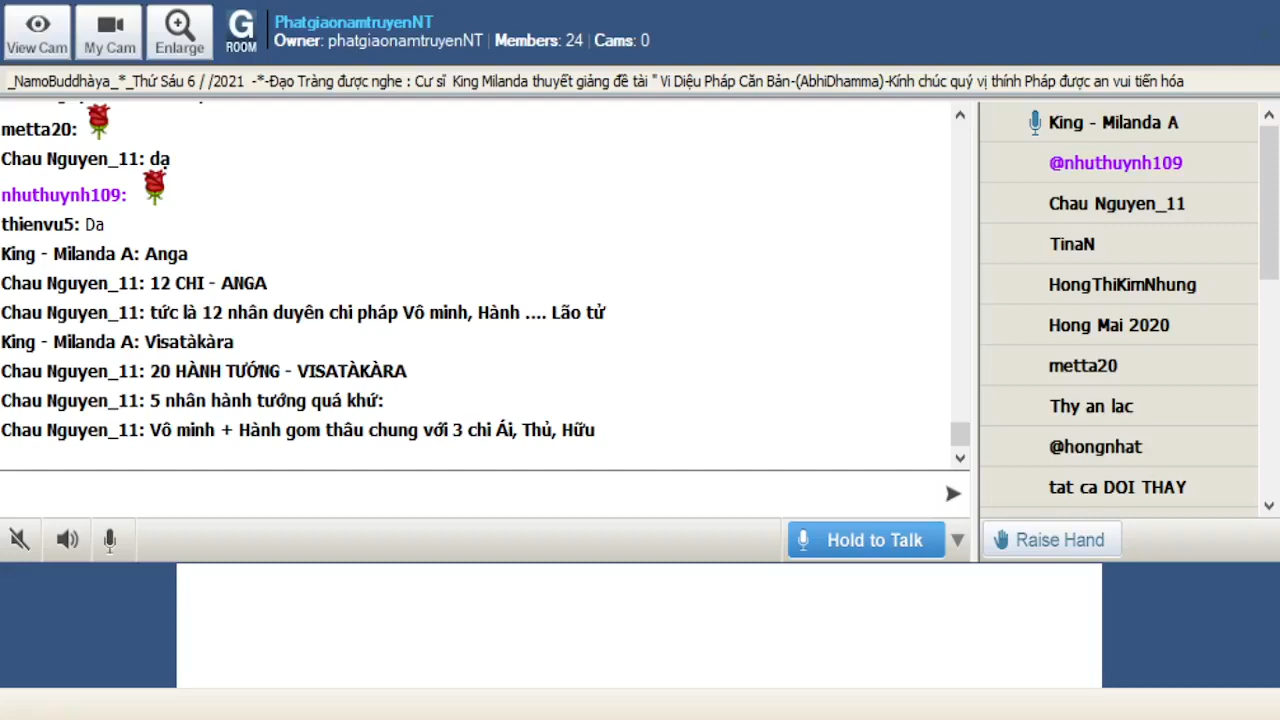 View Cam
My Cam
Enlarge
G
ROOM
PhatgiaonamtruyenNT
Owner: phatgiaonamtruyenNT | Members: 24 | Cams: 0
_NamoBuddhàya_*_Thứ Sáu 6 / /2021 -*-Đạo Tràng được nghe : Cư sĩ King Milanda thuyết giảng đề tài " Vi Diệu Pháp Căn Bản-(AbhiDhamma)-Kính chúc quý vị thính Pháp được an vui tiến hóa
metta20:
Chau Nguyen_11: dạ
nhuthuynh109:
thienvu5: Da
King - Milanda A: Anga
Chau Nguyen_11: 12 CHI - ANGA
Chau Nguyen_11: tức là 12 nhân duyên chi pháp Vô minh, Hành .... Lão tử
King - Milanda A: Visatàkàra
Chau Nguyen_11: 20 HÀNH TƯỚNG - VISATÀKÀRA
Chau Nguyen_11: 5 nhân hành tướng quá khứ:
Chau Nguyen_11: Vô minh + Hành gom thâu chung với 3 chi Ái, Thủ, Hữu
King - Milanda A
@nhuthuynh109
Chau Nguyen_11
TinaN
HongThiKimNhung
Hong Mai 2020
metta20
Thy an lac
@hongnhat
tat ca DOI THAY
Hold to Talk
Raise Hand